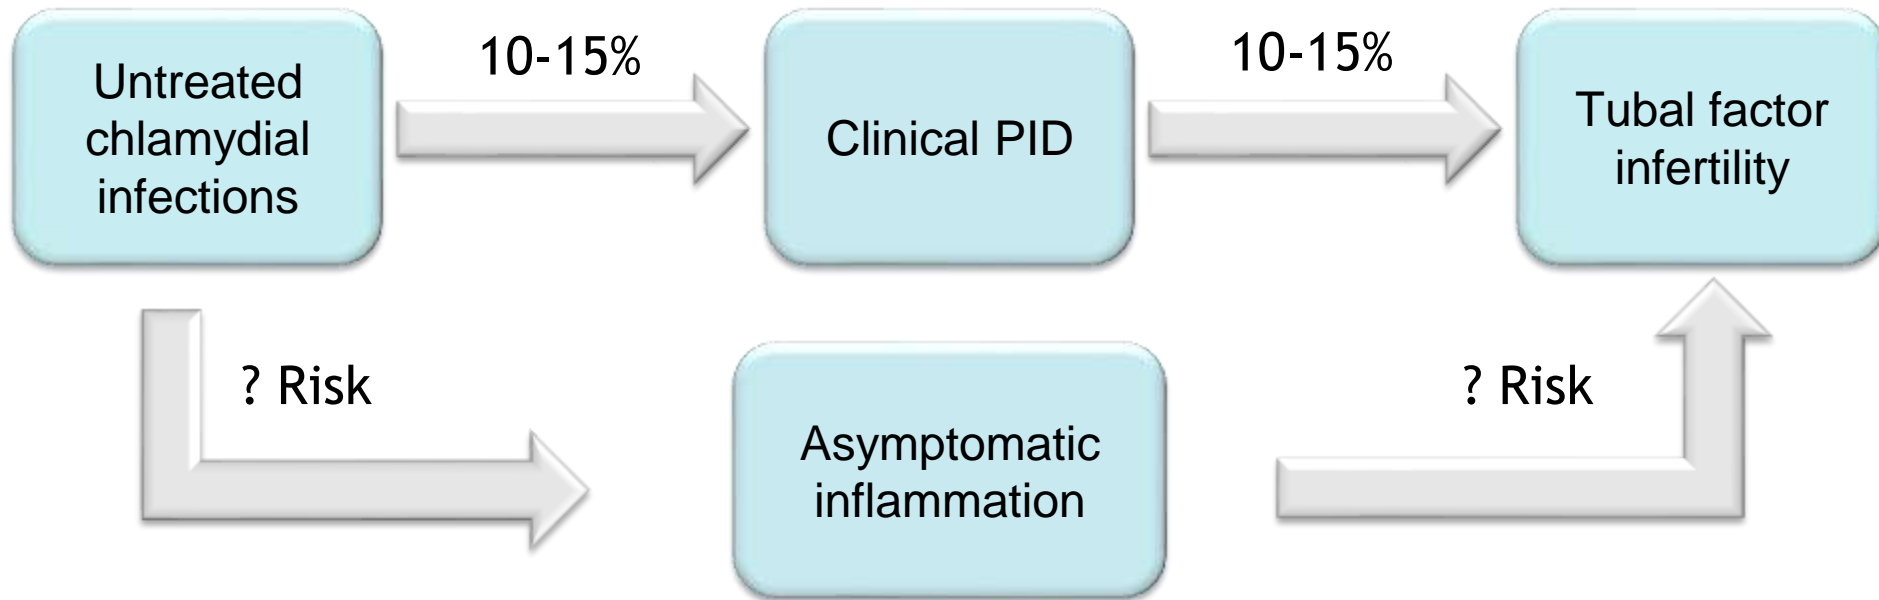 Untreated
chlamydial
infections
10-15%
Clinical PID
10-15%
Tubal factor
infertility
? Risk
Asymptomatic
inflammation
? Risk